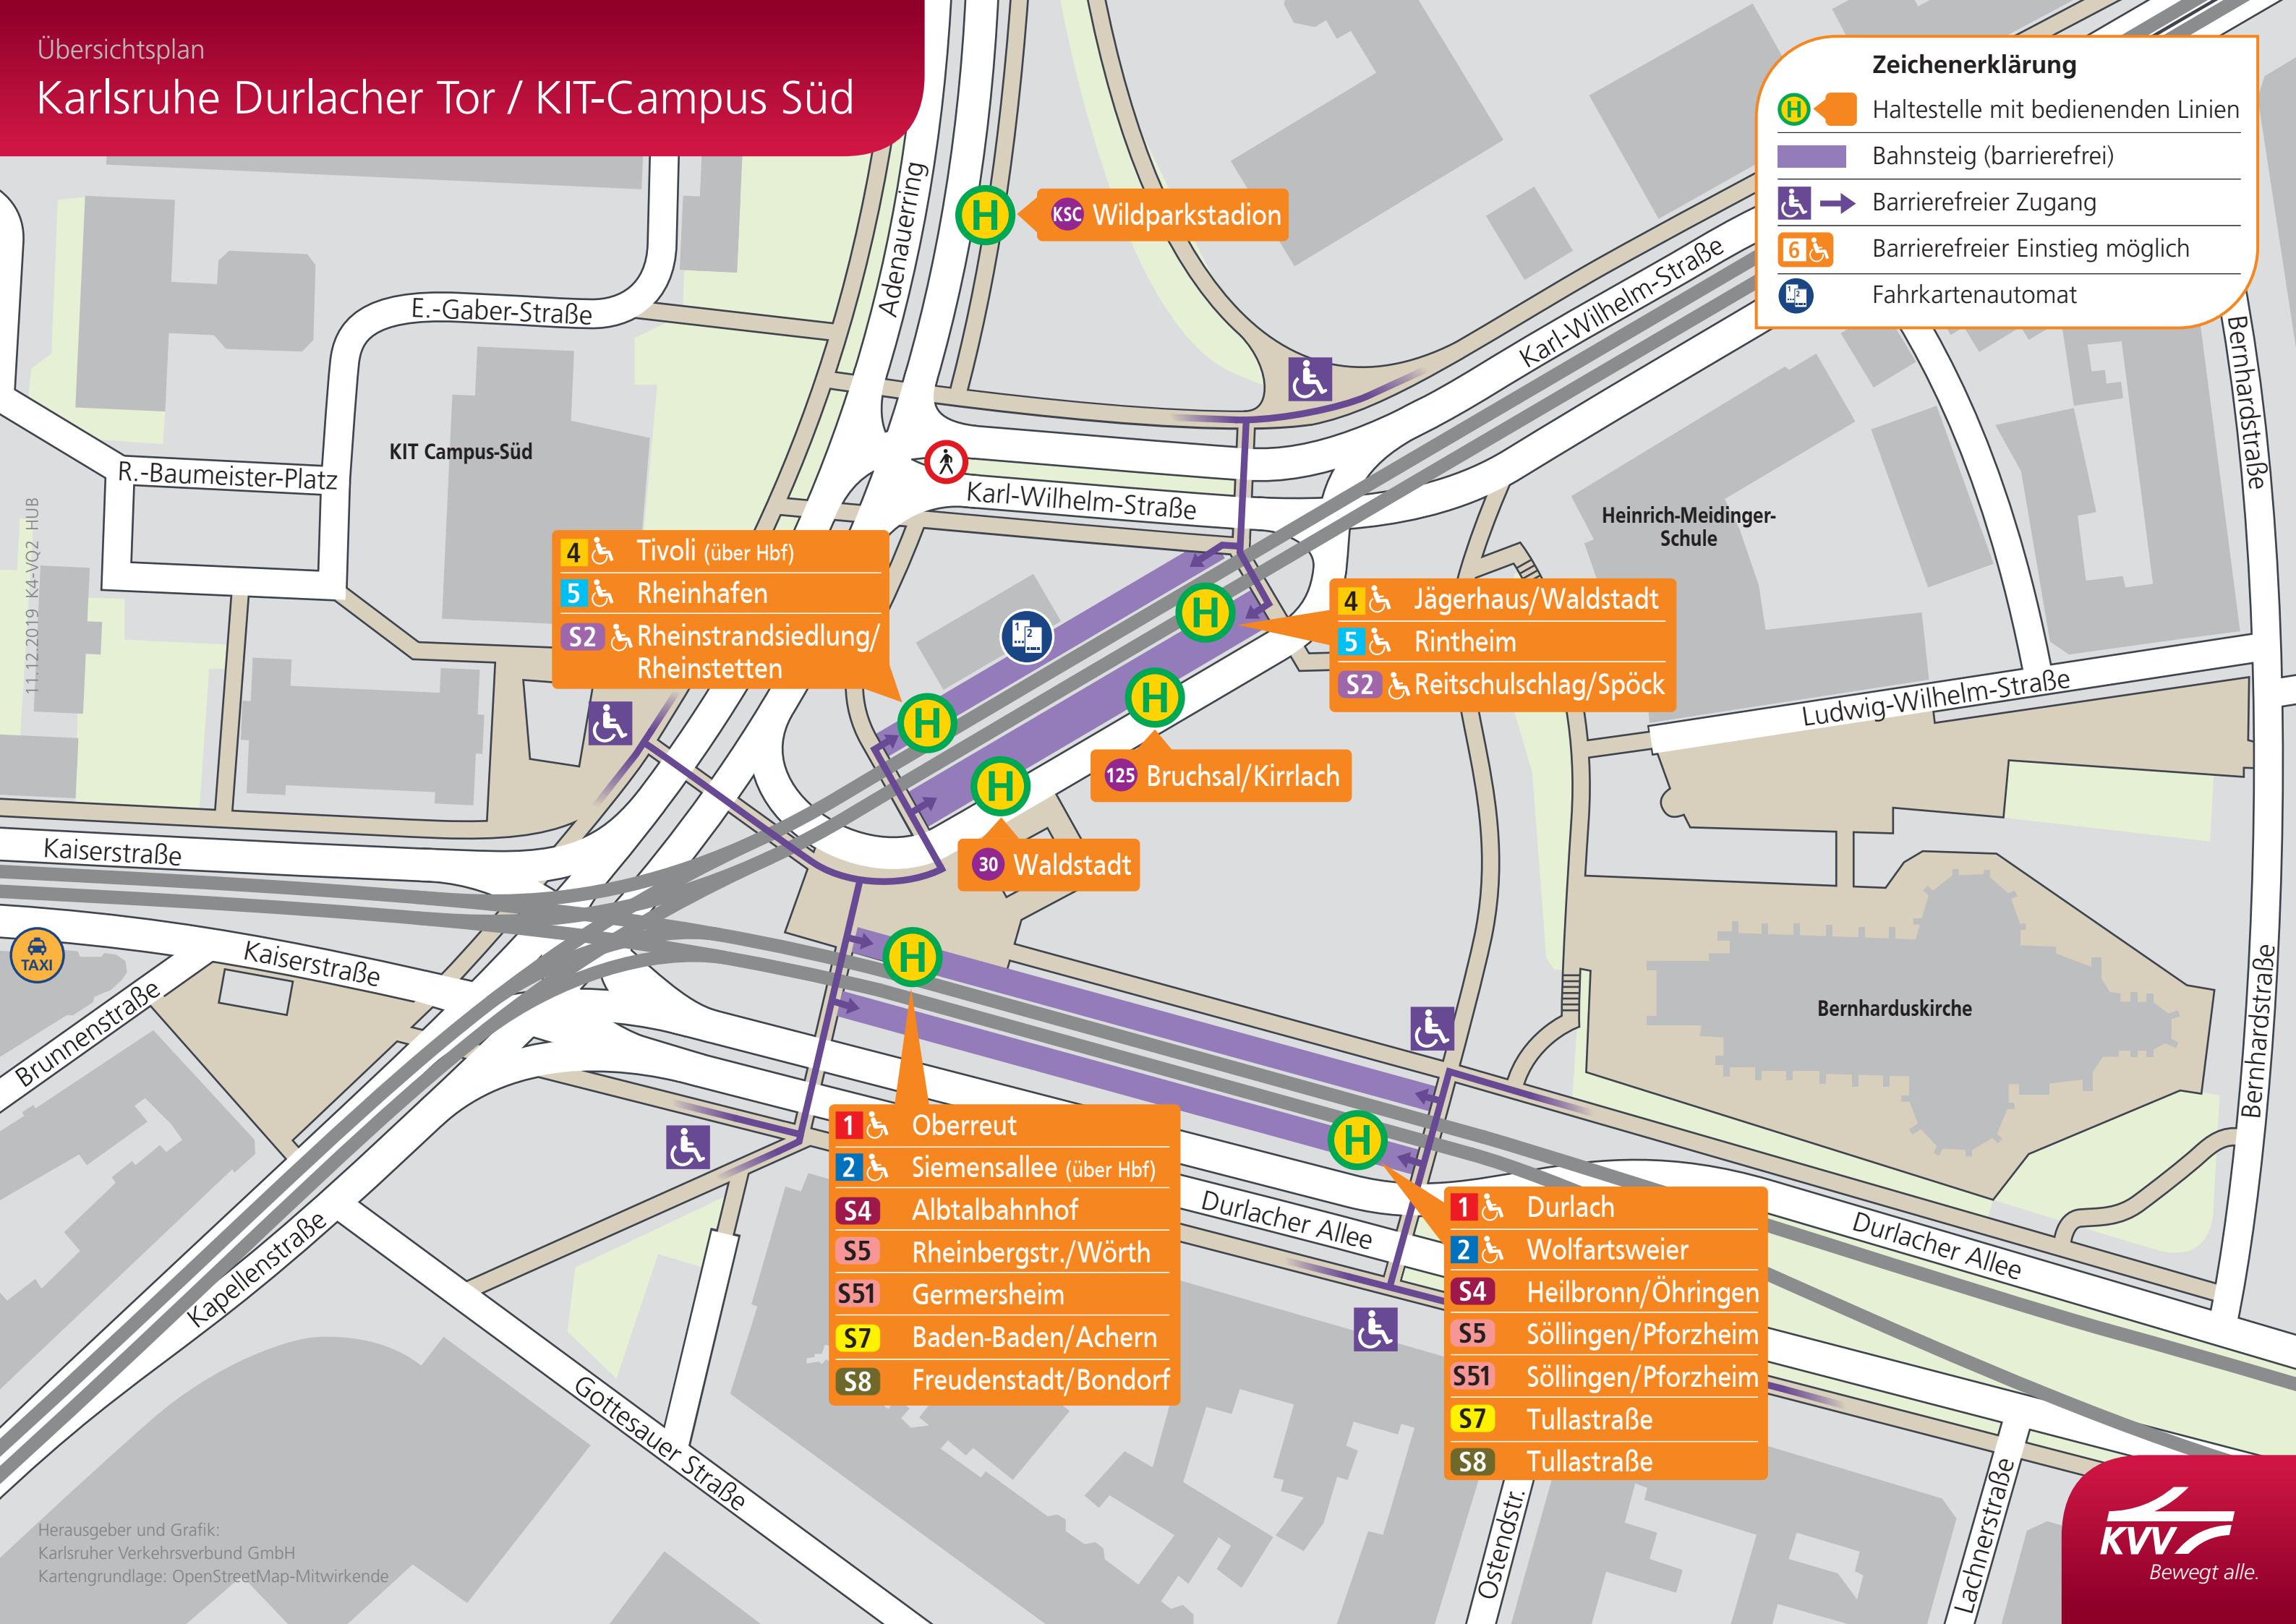 Übersichtsplan
Karlsruhe Durlacher Tor / KIT-Campus Süd
Zeichenerklärung
H Haltestelle mit bedienenden Linien
Bahnsteig (barrierefrei)
Barrierefreier Zugang
6 Barrierefreier Einstieg möglich
1 2 Fahrkartenautomat
Adenauerring
H
KSC Wildparkstadion
E.-Gaber-Straße
Karl-Wilhelm-Straße
Bernhardstraße
KIT Campus-Süd
R.-Baumeister-Platz
Karl-Wilhelm-Straße
Heinrich-Meidinger-
Schule
11.12.2019 K4-VQ2 HUB
4 Tivoli (über Hbf)
5 Rheinhafen
S2 Rheinstrandsiedlung/
Rheinstetten
1 2
H
4 Jägerhaus/Waldstadt
5 Rintheim
S2 Reitschulschlag/Spöck
H
H
H
125 Bruchsal/Kirrlach
30 Waldstadt
Ludwig-Wilhelm-Straße
Kaiserstraße
TAXI
Kaiserstraße
Brunnenstraße
H
Bernharduskirche
Bernhardstraße
H
1 Oberreut
2 Siemensallee (über Hbf)
S4 Albtalbahnhof
S5 Rheinbergstr./Wörth
S51 Germersheim
S7 Baden-Baden/Achern
S8 Freudenstadt/Bondorf
Durlacher Allee
1 Durlach
2 Wolfartsweier
S4 Heilbronn/Öhringen
S5 Söllingen/Pforzheim
S51 Söllingen/Pforzheim
S7 Tullastraße
S8 Tullastraße
Durlacher Allee
Kapellenstraße
Gottesauer Straße
Ostendstr.
Lachnerstraße
Herausgeber und Grafik:
Karlsruher Verkehrsverbund GmbH
Kartengrundlage: OpenStreetMap-Mitwirkende
KVV
Bewegt alle.